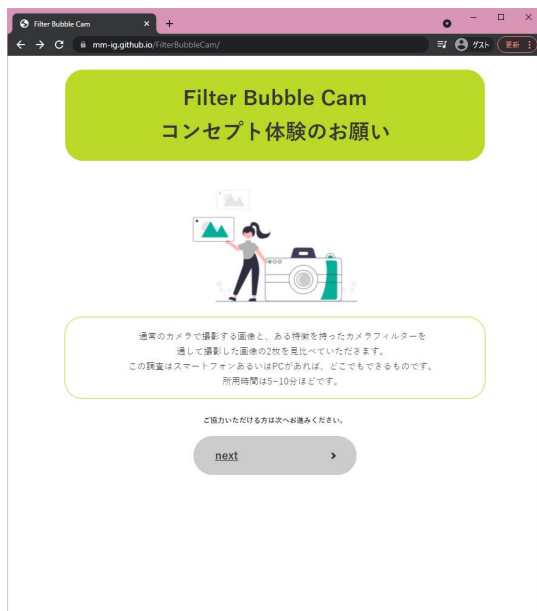 Filter Bubble Cam
mm-ig.github.io/FilterBubbleCam/
ゲスト
更新
Filter Bubble Cam
コンセプト体験のお願い
通常のカメラで撮影する画像と、ある特徴を持ったカメラフィルターを
通して撮影した画像の2枚を見比べていただきます。
この調査はスマートフォンあるいはPCがあれば、どこでもできるものです。
所用時間は5-10分ほどです。
ご協力いただける方は次へお進みください。
next